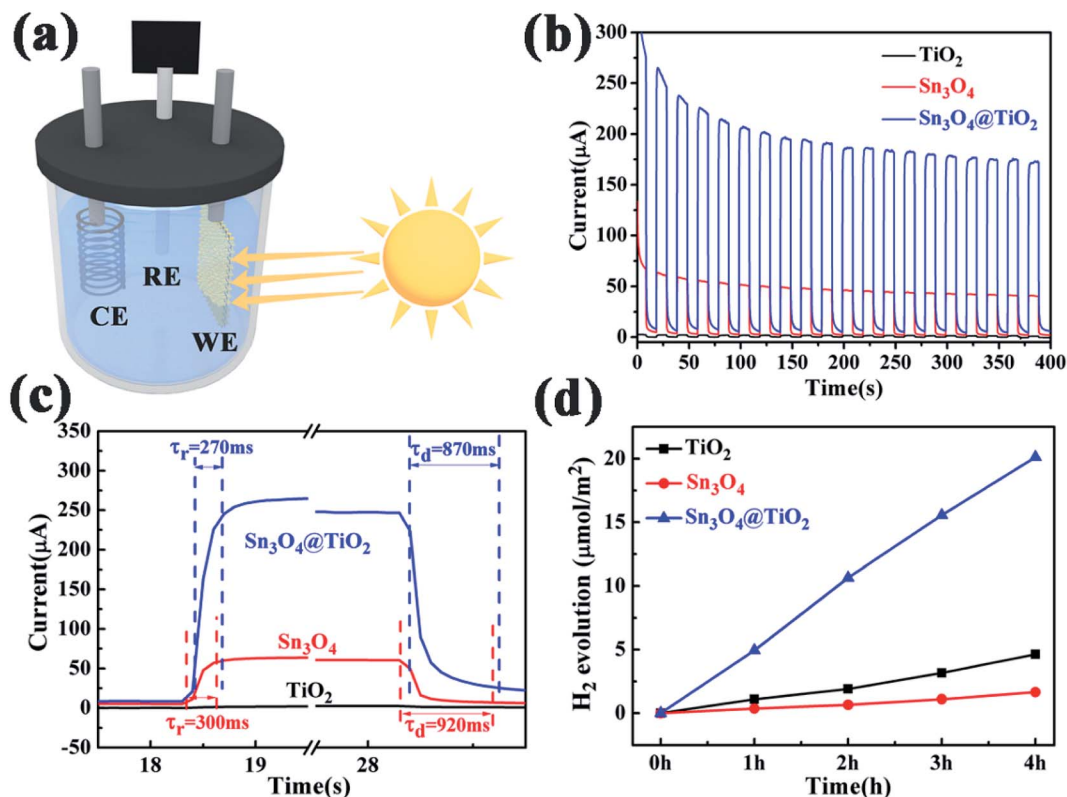 (a)
RE
CE
WE
(b)
TiO2
Sn3O4
Sn3O4@TiO2
Current(μA)
300
250
200
150
100
50
0
0 50 100 150 200 250 300 350 400
Time(s)
(c)
τr=270ms
τd=870ms
Sn3O4@TiO2
Sn3O4
TiO2
τr=300ms
τd=920ms
Current(μA)
350
300
250
200
150
100
50
0
-50
18 19 28
Time(s)
(d)
TiO2
Sn3O4
Sn3O4@TiO2
H2 evolution (μmol/m2)
20
15
10
5
0
0h 1h 2h 3h 4h
Time(h)